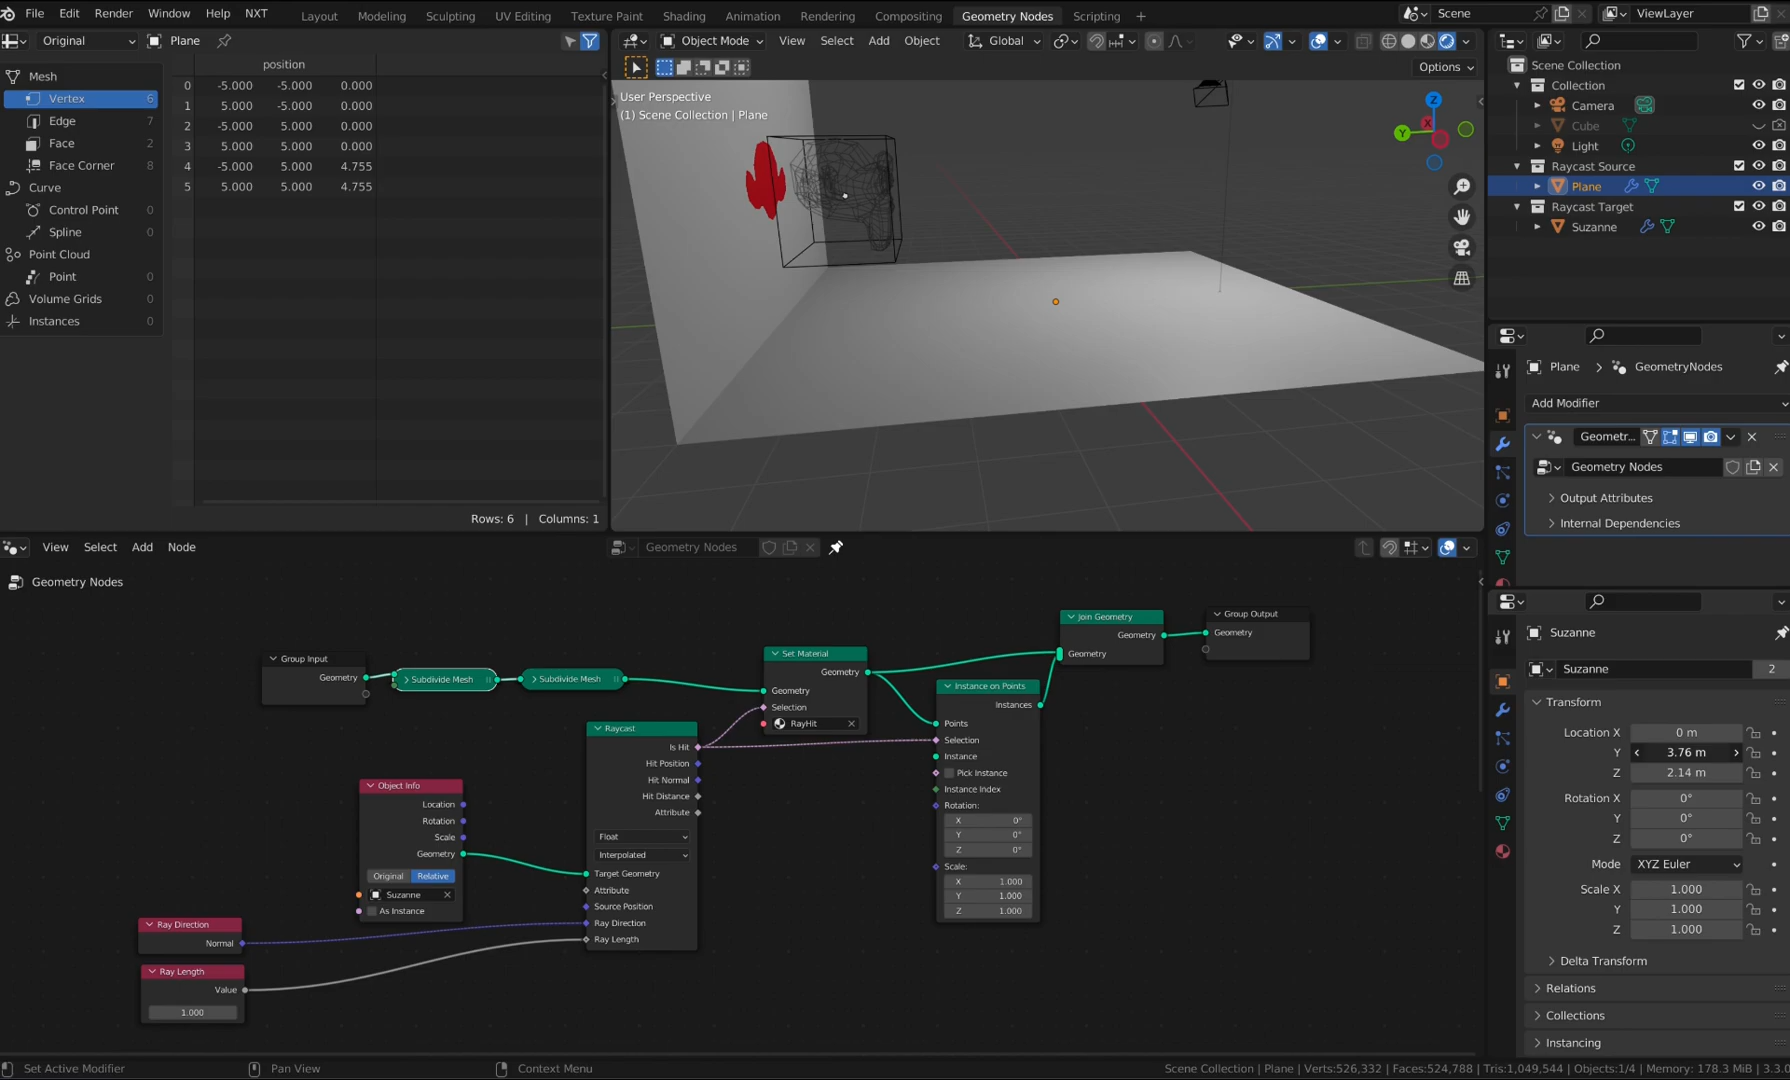 File Edit Render Window Help NXT Layout Modeling Sculpting UV Editing Texture Paint Shading Animation Rendering Compositing Geometry Nodes Scripting + Scene ViewLayer
Original Plane
position
Mesh
Vertex 6
Edge 7
Face 2
Face Corner 8
Curve
Control Point 0
Spline 0
Point Cloud
Point 0
Volume Grids 0
Instances 0
0 -5.000 -5.000 0.000
1 5.000 -5.000 0.000
2 -5.000 5.000 0.000
3 5.000 5.000 0.000
4 -5.000 5.000 4.755
5 5.000 5.000 4.755
Rows: 6 | Columns: 1
Object Mode View Select Add Object Global
Options
User Perspective
(1) Scene Collection | Plane
Z
Y
X
Scene Collection
Collection
Camera
Cube
Light
Raycast Source
Plane
Raycast Target
Suzanne
Plane > GeometryNodes
Add Modifier
Geometr...
Geometry Nodes
Output Attributes
Internal Dependencies
Suzanne
Suzanne 2
Transform
Location X 0 m
Y 3.76 m
Z 2.14 m
Rotation X 0°
Y 0°
Z 0°
Mode XYZ Euler
Scale X 1.000
Y 1.000
Z 1.000
Delta Transform
Relations
Collections
Instancing
View Select Add Node Geometry Nodes
Geometry Nodes
Group Input
Geometry
Subdivide Mesh
Subdivide Mesh
Set Material
Geometry
Geometry
Selection
RayHit
Join Geometry
Geometry
Geometry
Group Output
Geometry
Instance on Points
Instances
Points
Selection
Instance
Pick Instance
Instance Index
Rotation:
X 0°
Y 0°
Z 0°
Scale:
X 1.000
Y 1.000
Z 1.000
Raycast
Is Hit
Hit Position
Hit Normal
Hit Distance
Attribute
Float
Interpolated
Target Geometry
Attribute
Source Position
Ray Direction
Ray Length
Object Info
Location
Rotation
Scale
Geometry
Original Relative
Suzanne
As Instance
Ray Direction
Normal
Ray Length
Value
1.000
Set Active Modifier Pan View Context Menu Scene Collection | Plane | Verts:526,332 | Faces:524,788 | Tris:1,049,544 | Objects:1/4 | Memory: 178.3 MiB | 3.3.0